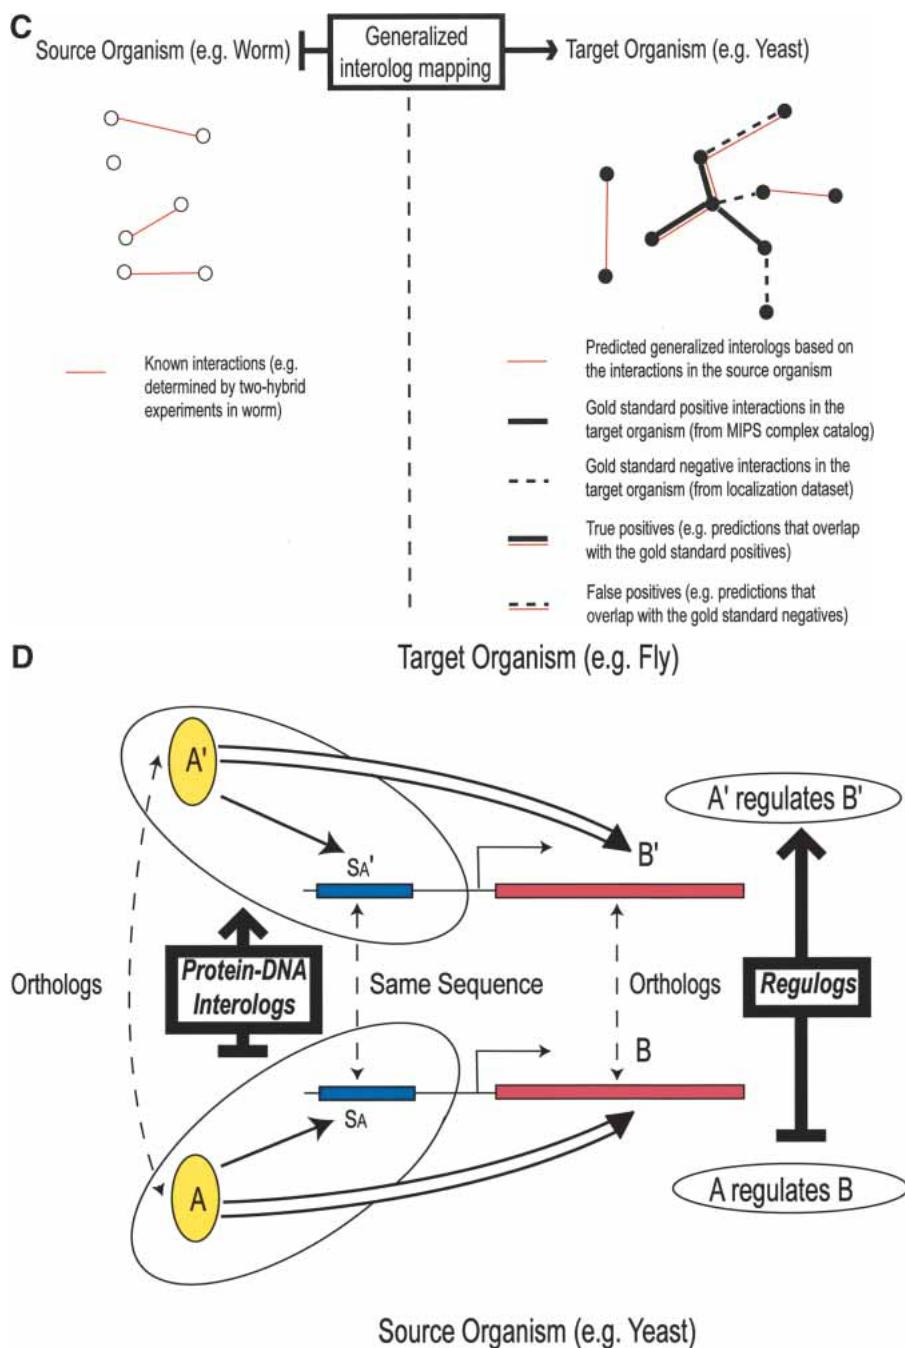 C
Source Organism (e.g. Worm)
Generalized
interolog mapping
Target Organism (e.g. Yeast)
Known interactions (e.g.
determined by two-hybrid
experiments in worm)
Predicted generalized interologs based on
the interactions in the source organism
Gold standard positive interactions in the
target organism (from MIPS complex catalog)
Gold standard negative interactions in the
target organism (from localization dataset)
True positives (e.g. predictions that overlap
with the gold standard positives)
False positives (e.g. predictions that
overlap with the gold standard negatives)
D
Target Organism (e.g. Fly)
A'
A' regulates B'
SA'
B'
Orthologs
Protein-DNA
Interologs
Same Sequence
Orthologs
Regulogs
B
SA
A
A regulates B
Source Organism (e.g. Yeast)